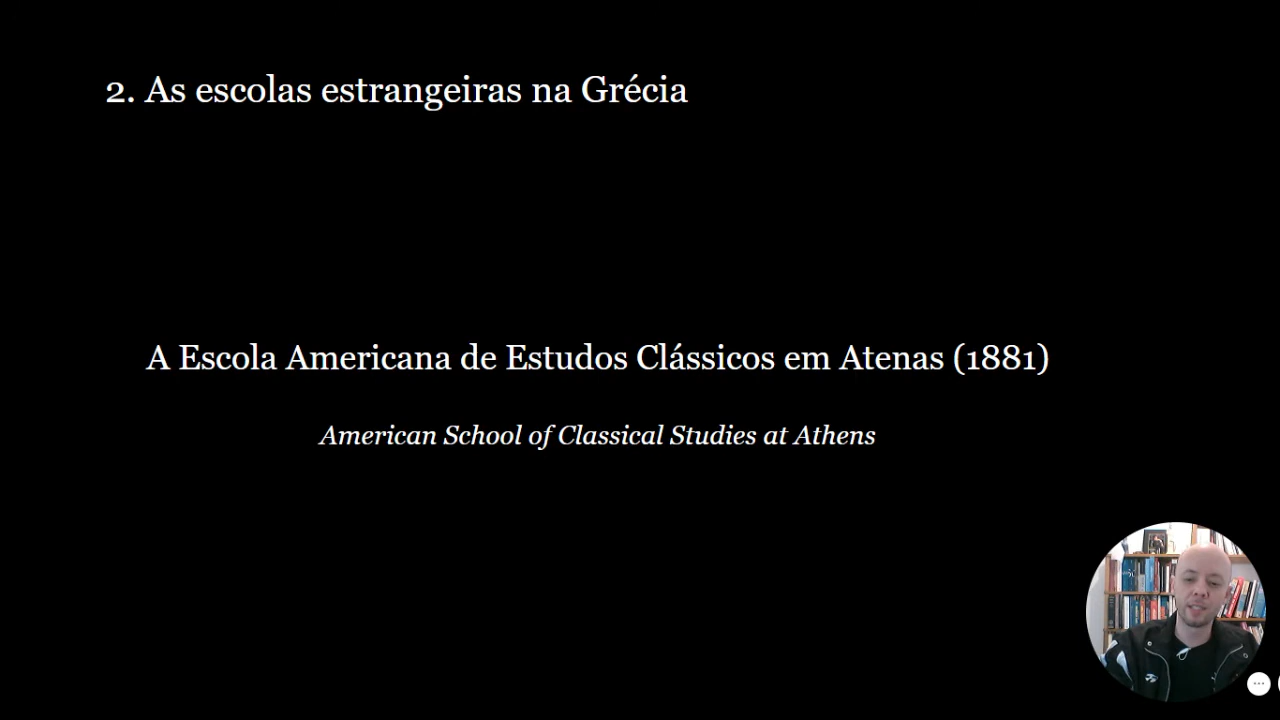 2. As escolas estrangeiras na Grécia
A Escola Americana de Estudos Clássicos em Atenas (1881)
American School of Classical Studies at Athens